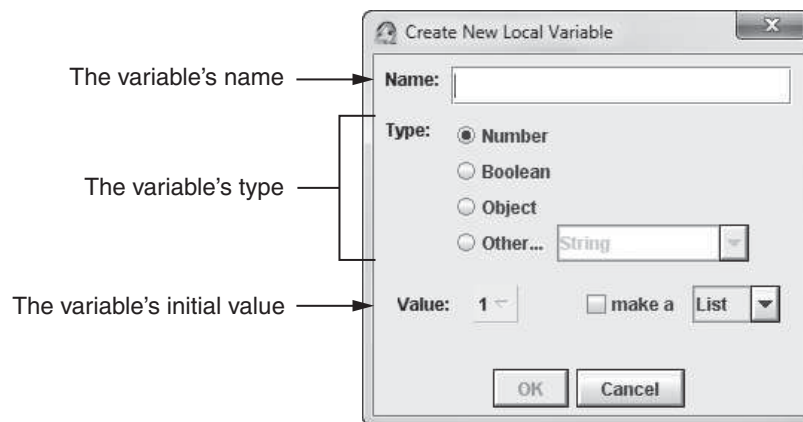 Create New Local Variable
The variable's name
Name:
Type:
Number
Boolean
The variable's type
Object
Other... String
The variable's initial value
Value: 1 make a List
OK Cancel